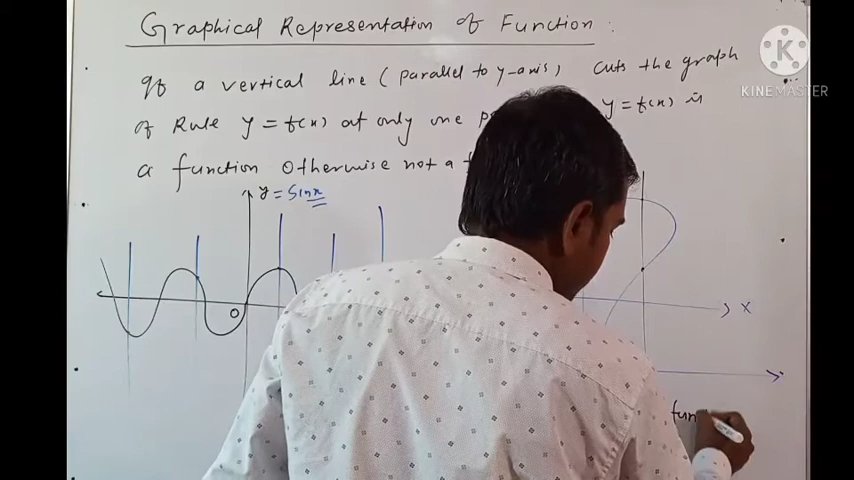 Graphical Representation of Function :
If a vertical line ( parallel to y-axis ) cuts the graph
of Rule y = f(x) at only one y = f(x) is
a function otherwise not a
y = Sinx
O
X
fun
KINEMASTER